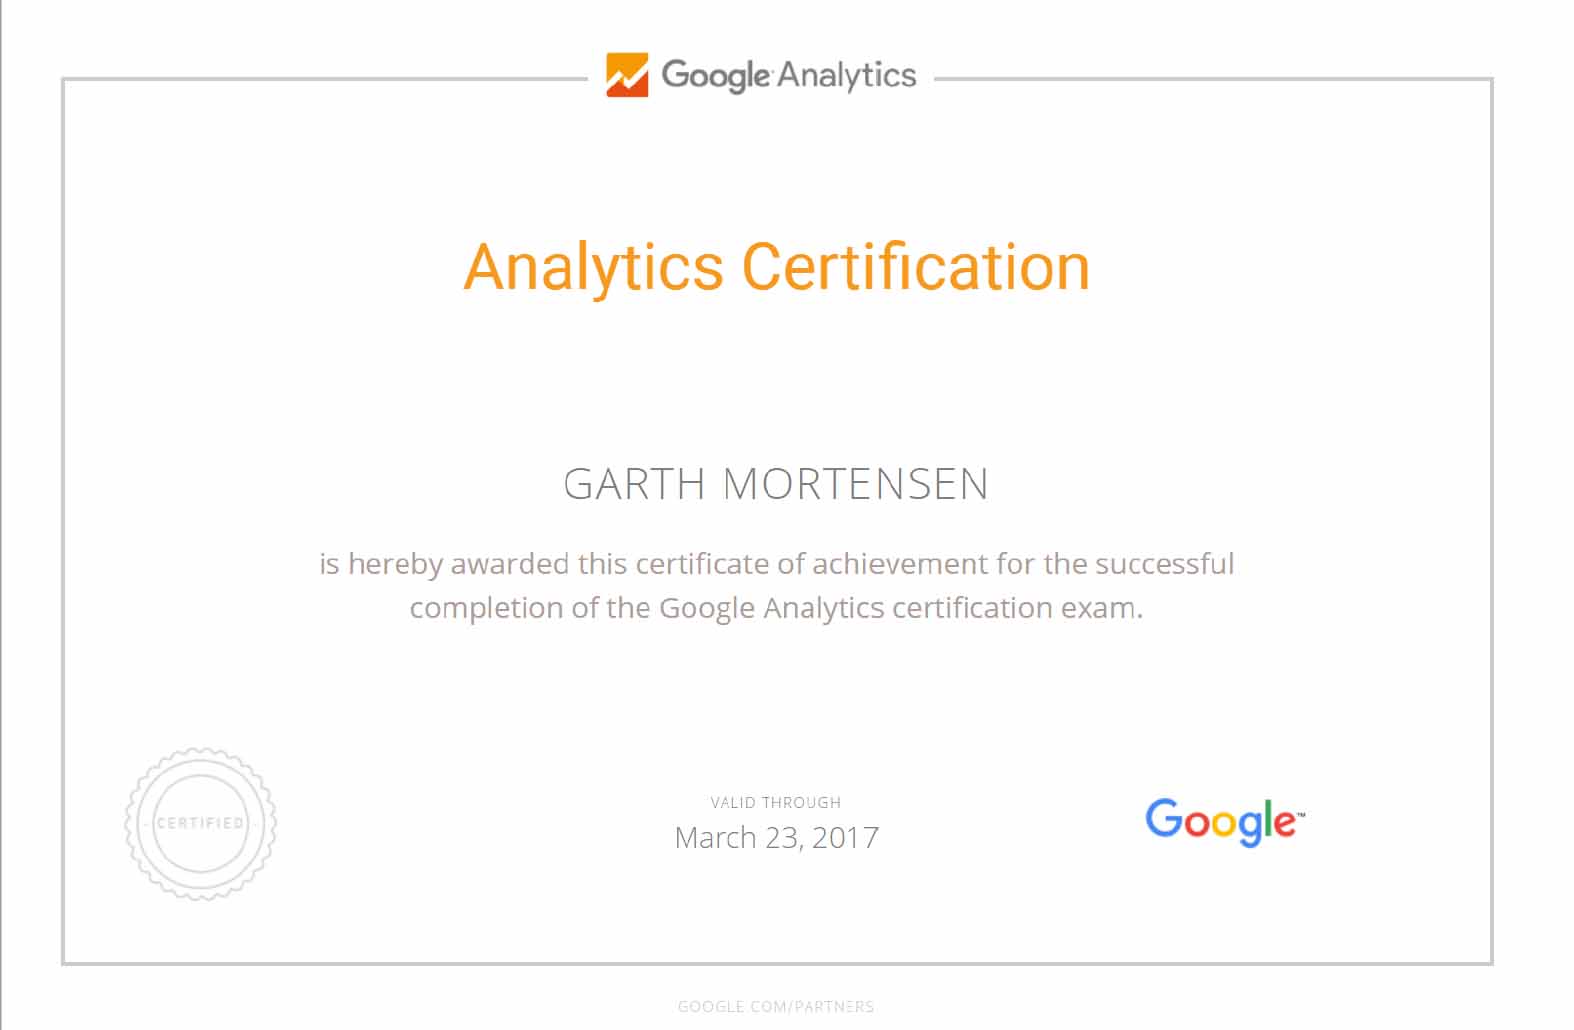 Google Analytics
Analytics Certification
GARTH MORTENSEN
is hereby awarded this certificate of achievement for the successful
completion of the Google Analytics certification exam.
· CERTIFIED ·
VALID THROUGH
March 23, 2017
Google™
GOOGLE.COM/PARTNERS